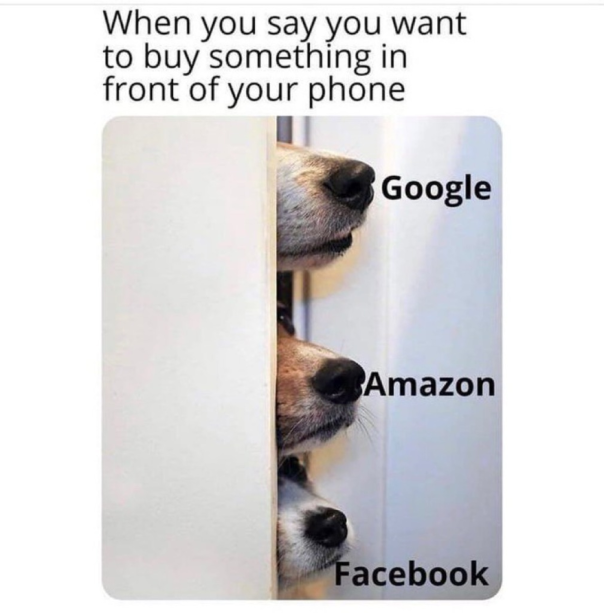 When you say you want
to buy something in
front of your phone
Google
Amazon
Facebook